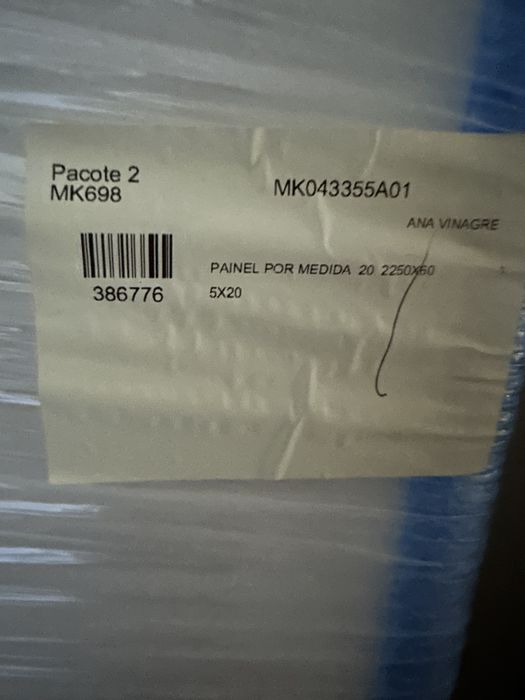 Pacote 2
MK698
MK043355A01
ANA VINAGRE
386776
PAINEL POR MEDIDA 20 2250X60
5X20